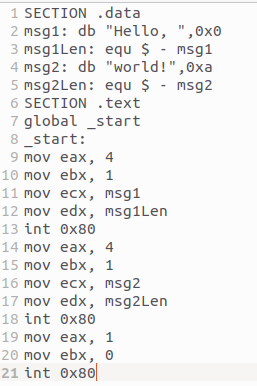 1 SECTION .data
2 msg1: db "Hello, ",0x0
3 msg1Len: equ $ - msg1
4 msg2: db "world!",0xa
5 msg2Len: equ $ - msg2
6 SECTION .text
7 global _start
8 _start:
9 mov eax, 4
10 mov ebx, 1
11 mov ecx, msg1
12 mov edx, msg1Len
13 int 0x80
14 mov eax, 4
15 mov ebx, 1
16 mov ecx, msg2
17 mov edx, msg2Len
18 int 0x80
19 mov eax, 1
20 mov ebx, 0
21 int 0x80